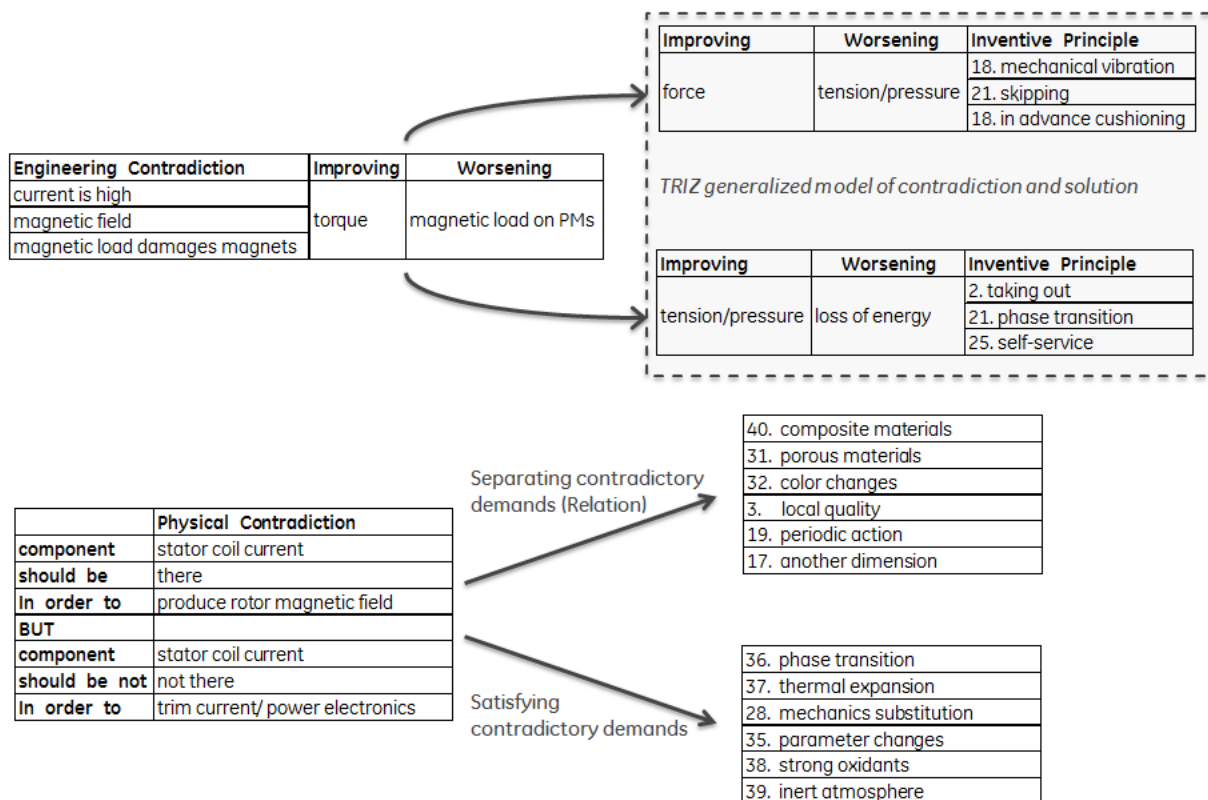 Improving Worsening Inventive Principle
force tension/pressure 18. mechanical vibration
21. skipping
18. in advance cushioning
TRIZ generalized model of contradiction and solution
Improving Worsening Inventive Principle
tension/pressure loss of energy 2. taking out
21. phase transition
25. self-service
Engineering Contradiction Improving Worsening
current is high
magnetic field torque magnetic load on PMs
magnetic load damages magnets
Physical Contradiction
component stator coil current
should be there
In order to produce rotor magnetic field
BUT
component stator coil current
should be not not there
In order to trim current/ power electronics
Separating contradictory
demands (Relation)
40. composite materials
31. porous materials
32. color changes
3. local quality
19. periodic action
17. another dimension
Satisfying
contradictory demands
36. phase transition
37. thermal expansion
28. mechanics substitution
35. parameter changes
38. strong oxidants
39. inert atmosphere